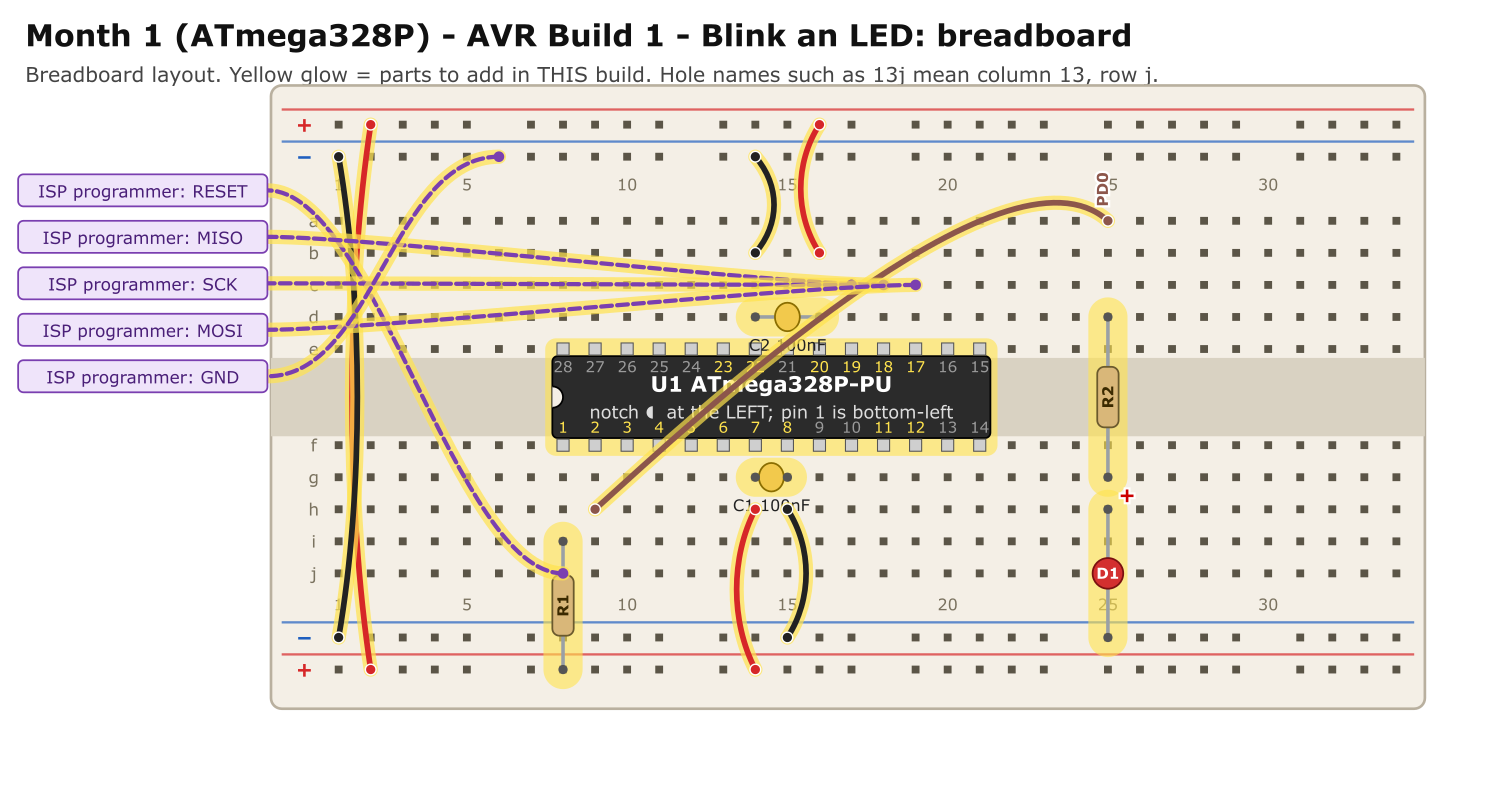 Month 1 (ATmega328P) - AVR Build 1 - Blink an LED: breadboard
Breadboard layout. Yellow glow = parts to add in THIS build. Hole names such as 13j mean column 13, row j.
+
−
1 5 10 15 20 25 30
PD0
ISP programmer: RESET
ISP programmer: MISO
ISP programmer: SCK
ISP programmer: MOSI
ISP programmer: GND
a
b
c
d
e
C2 100nF
28 27 26 25 24 23 22 21 20 19 18 17 16 15
U1 ATmega328P-PU
notch ◖ at the LEFT; pin 1 is bottom-left
1 2 3 4 5 6 7 8 9 10 11 12 13 14
R2
f
g
+
h
C1 100nF
i
j
D1
R1
1 5 10 15 20 25 30
−
+